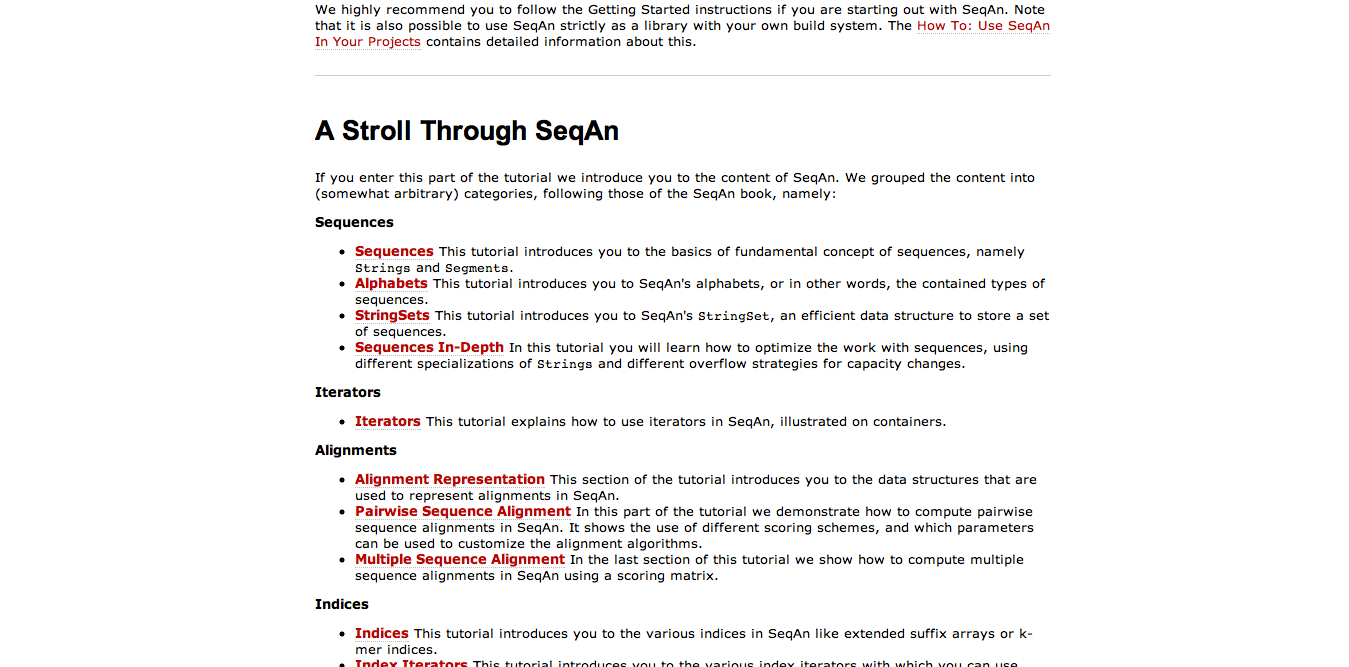 We highly recommend you to follow the Getting Started instructions if you are starting out with SeqAn. Note
that it is also possible to use SeqAn strictly as a library with your own build system. The How To: Use SeqAn
In Your Projects contains detailed information about this.
A Stroll Through SeqAn
If you enter this part of the tutorial we introduce you to the content of SeqAn. We grouped the content into
(somewhat arbitrary) categories, following those of the SeqAn book, namely:
Sequences
• Sequences This tutorial introduces you to the basics of fundamental concept of sequences, namely
Strings and Segments.
• Alphabets This tutorial introduces you to SeqAn's alphabets, or in other words, the contained types of
sequences.
• StringSets This tutorial introduces you to SeqAn's StringSet, an efficient data structure to store a set
of sequences.
• Sequences In-Depth In this tutorial you will learn how to optimize the work with sequences, using
different specializations of Strings and different overflow strategies for capacity changes.
Iterators
• Iterators This tutorial explains how to use iterators in SeqAn, illustrated on containers.
Alignments
• Alignment Representation This section of the tutorial introduces you to the data structures that are
used to represent alignments in SeqAn.
• Pairwise Sequence Alignment In this part of the tutorial we demonstrate how to compute pairwise
sequence alignments in SeqAn. It shows the use of different scoring schemes, and which parameters
can be used to customize the alignment algorithms.
• Multiple Sequence Alignment In the last section of this tutorial we show how to compute multiple
sequence alignments in SeqAn using a scoring matrix.
Indices
• Indices This tutorial introduces you to the various indices in SeqAn like extended suffix arrays or k-
mer indices.
• Index Iterators This tutorial introduces you to the various index iterators with which you can use